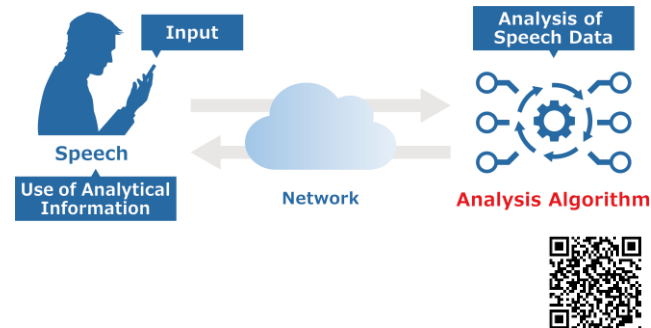 Input
Analysis of
Speech Data
Speech
Use of Analytical
Information
Network
Analysis Algorithm